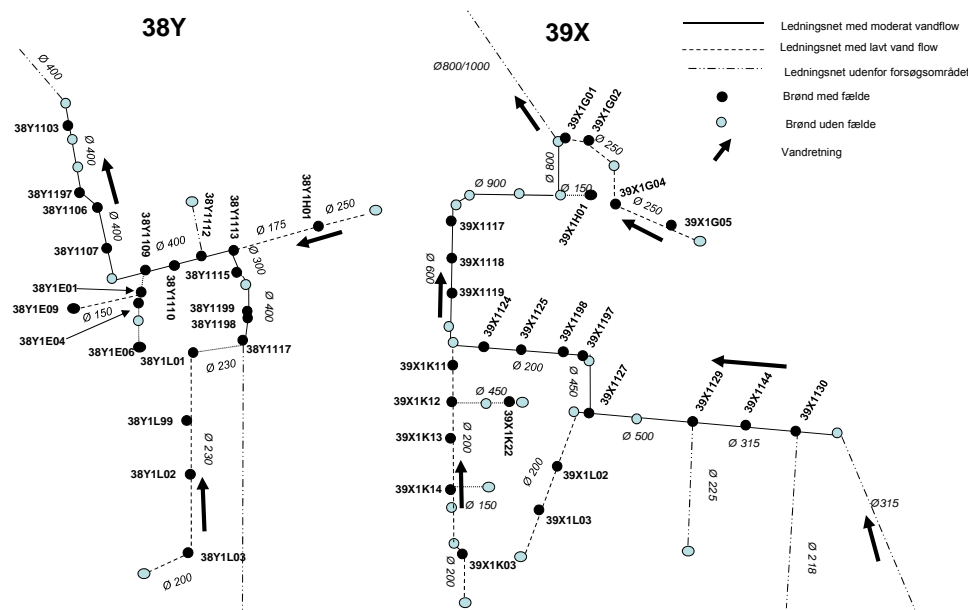 38Y
39X
Ledningsnet med moderat vandflow
Ledningsnet med lavt vand flow
Ledningsnet udenfor forsøgsområdet
Brønd med fælde
Brønd uden fælde
Vandretning
Ø 400
38Y1103
Ø 400
38Y1197
38Y1106
Ø 400
38Y1107
38Y1109
Ø 400
38Y1112
38Y1113
Ø 175
38Y1H01
Ø 250
38Y1110
38Y1115
Ø 300
38Y1E01
38Y1E09
Ø 150
38Y1E04
38Y1E06
38Y1199
38Y1198
Ø 400
38Y1117
38Y1L01
Ø 230
38Y1L99
Ø 230
38Y1L02
38Y1L03
Ø 200
Ø800/1000
39X1G01
39X1G02
Ø 250
Ø 800
Ø 900
Ø 150
39X1H01
39X1G04
Ø 250
39X1G05
39X1117
39X1118
Ø 600
39X1119
39X1124
39X1125
39X1198
39X1197
Ø 200
39X1K11
Ø 450
39X1127
39X1K12
Ø 450
39X1K22
39X1K13
Ø 200
39X1K14
Ø 150
39X1K03
Ø 200
Ø 200
39X1L02
39X1L03
Ø 500
39X1129
39X1144
39X1130
Ø 315
Ø 225
Ø 218
Ø315